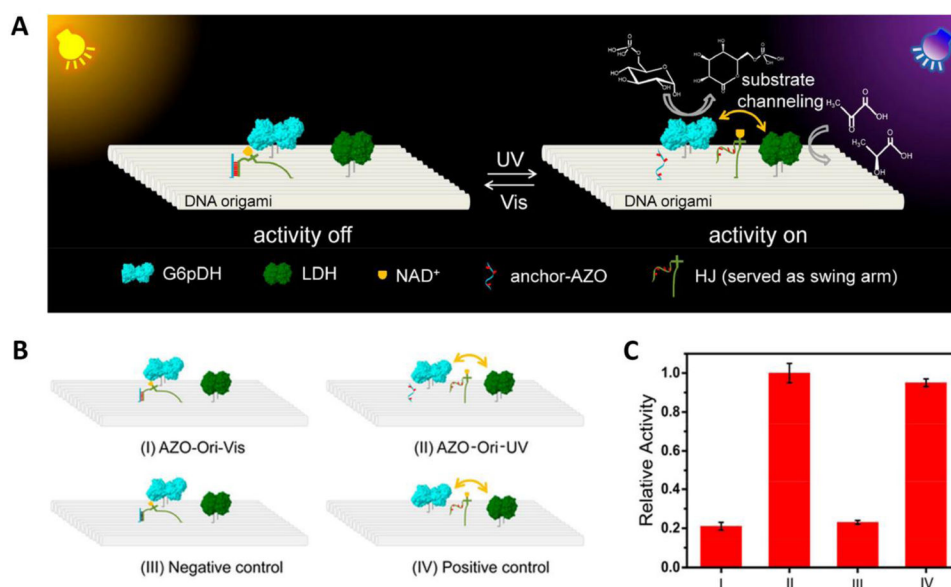 A
substrate
channeling
UV
Vis
DNA origami
DNA origami
activity off
activity on
G6pDH
LDH
NAD⁺
anchor-AZO
HJ (served as swing arm)
B
(I) AZO-Ori-Vis
(II) AZO-Ori-UV
(III) Negative control
(IV) Positive control
C
Relative Activity
1.0
0.8
0.6
0.4
0.2
0.0
I
II
III
IV